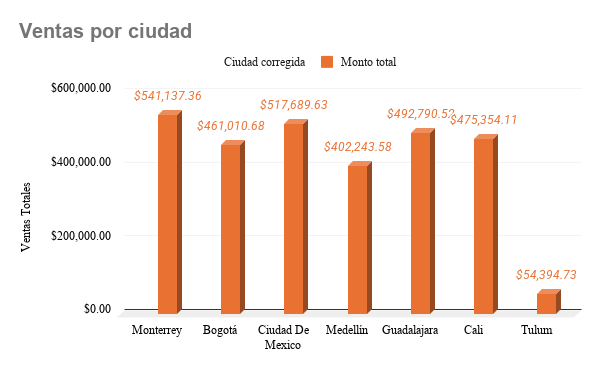 Ventas por ciudad
Ciudad corregida Monto total
$600,000.00
$400,000.00
$200,000.00
$0.00
Ventas Totales
$541,137.36
$461,010.68
$517,689.63
$402,243.58
$492,790.52
$475,354.11
$54,394.73
Monterrey
Bogotá
Ciudad De
Mexico
Medellin
Guadalajara
Cali
Tulum